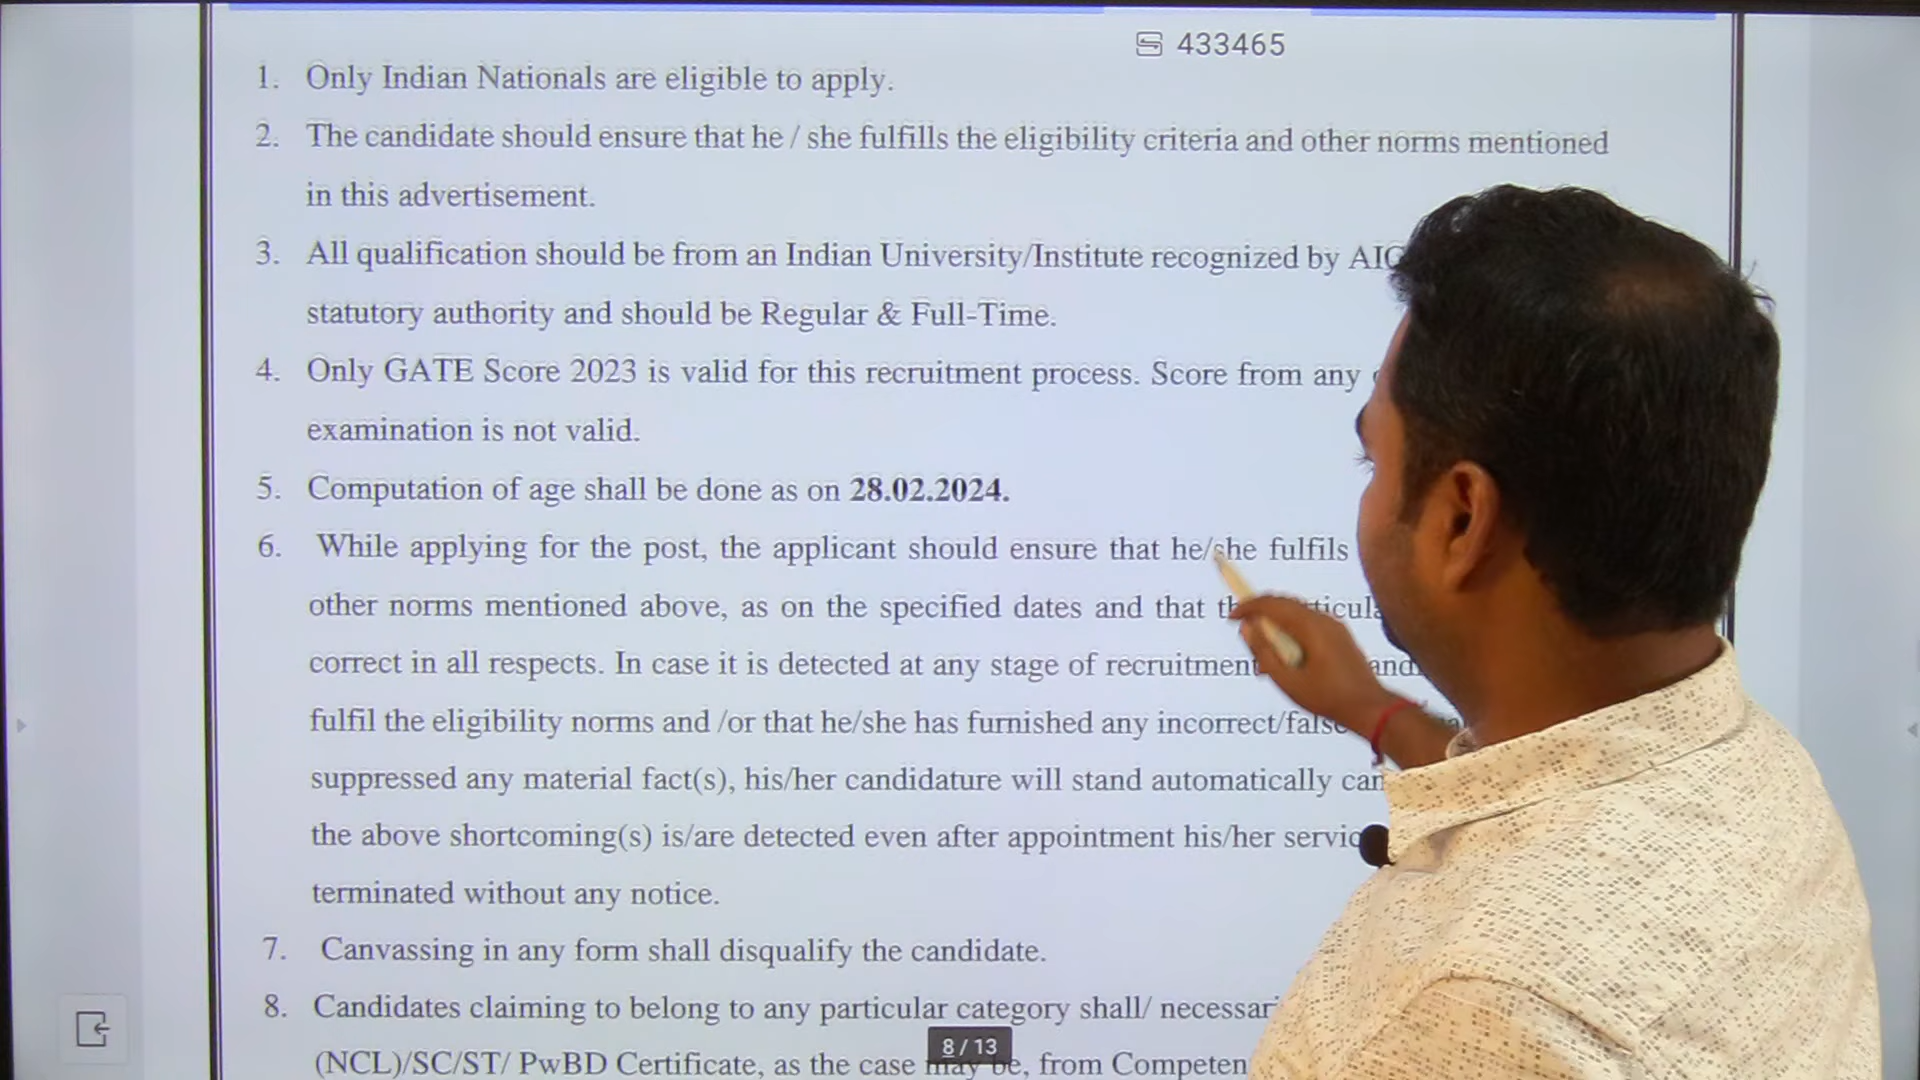 433465
1. Only Indian Nationals are eligible to apply.
2. The candidate should ensure that he / she fulfills the eligibility criteria and other norms mentioned
in this advertisement.
3. All qualification should be from an Indian University/Institute recognized by
statutory authority and should be Regular & Full-Time.
4. Only GATE Score 2023 is valid for this recruitment process. Score from any
examination is not valid.
5. Computation of age shall be done as on 28.02.2024.
6. While applying for the post, the applicant should ensure that he/she fulfils
other norms mentioned above, as on the specified dates and that
correct in all respects. In case it is detected at any stage of recruitment
fulfil the eligibility norms and /or that he/she has furnished any incorrect/false
suppressed any material fact(s), his/her candidature will stand automatically
the above shortcoming(s) is/are detected even after appointment his/her
terminated without any notice.
7. Canvassing in any form shall disqualify the candidate.
8. Candidates claiming to belong to any particular category shall/
(NCL)/SC/ST/ PwBD Certificate, as the case may be, from
8 / 13